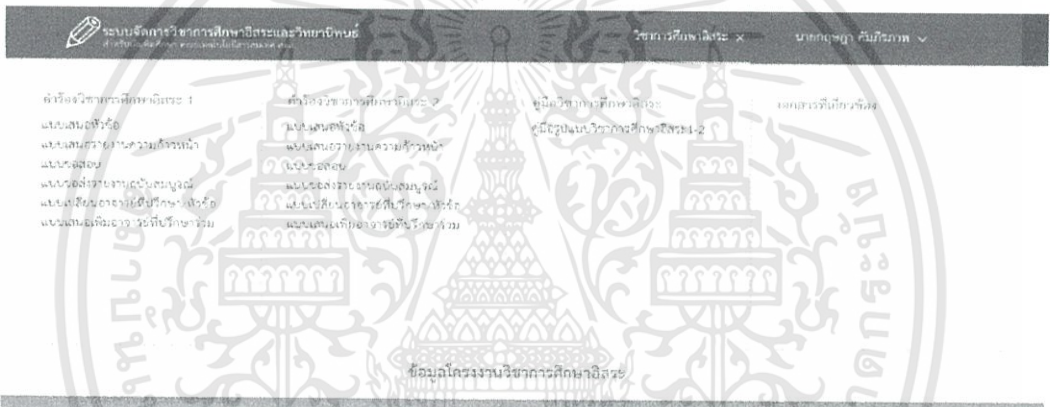 ระบบจัดการวิชาการศึกษาอิสระและวิทยานิพนธ์
วิชาการศึกษาอิสระ ×
นายกฤษฎา คัมภิรภาพ
คำร้องวิชาการศึกษาอิสระ 1
แบบเสนอหัวข้อ
แบบเสนอรายงานความก้าวหน้า
แบบขอสอบ
แบบขอส่งรายงานฉบับสมบูรณ์
แบบเปลี่ยนอาจารย์ที่ปรึกษา/หัวข้อ
แบบเสนอเพิ่มอาจารย์ที่ปรึกษาร่วม
คำร้องวิชาการศึกษาอิสระ 2
แบบเสนอหัวข้อ
แบบเสนอรายงานความก้าวหน้า
แบบขอสอบ
แบบขอส่งรายงานฉบับสมบูรณ์
แบบเปลี่ยนอาจารย์ที่ปรึกษา/หัวข้อ
แบบเสนอเพิ่มอาจารย์ที่ปรึกษาร่วม
คู่มือวิชาการศึกษาอิสระ
คู่มือรูปแบบวิชาการศึกษาอิสระ1-2
เอกสารที่เกี่ยวข้อง
ข้อมูลโครงงานวิชาการศึกษาอิสระ